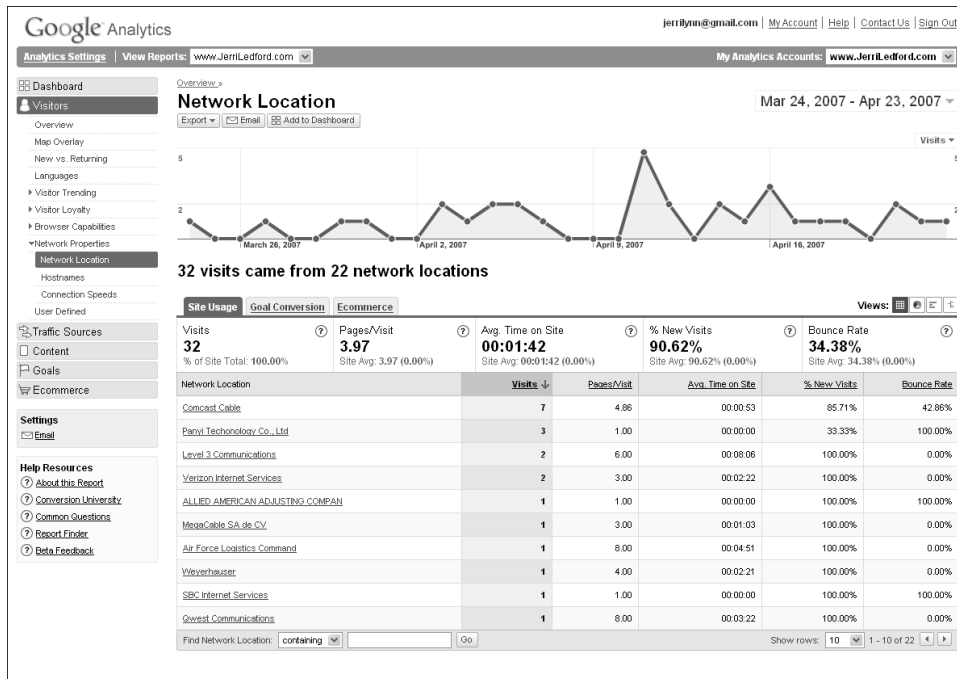 Google™ Analytics
jerrilynn@gmail.com | My Account | Help | Contact Us | Sign Out
Analytics Settings | View Reports: www.JerriLedford.com
My Analytics Accounts: www.JerriLedford.com
Dashboard
Visitors
Overview
Map Overlay
New vs. Returning
Languages
Visitor Trending
Visitor Loyalty
Browser Capabilities
Network Properties
Network Location
Hostnames
Connection Speeds
User Defined
Traffic Sources
Content
Goals
Ecommerce
Settings
Email
Help Resources
? About this Report
? Conversion University
? Common Questions
? Report Finder
? Beta Feedback
Overview »
Network Location
Mar 24, 2007 - Apr 23, 2007
Export Email Add to Dashboard
Visits
5 5
2 2
March 26, 2007 April 2, 2007 April 9, 2007 April 16, 2007
32 visits came from 22 network locations
Site Usage Goal Conversion Ecommerce Views:
Visits ? Pages/Visit ? Avg. Time on Site ? % New Visits ? Bounce Rate ?
32 3.97 00:01:42 90.62% 34.38%
% of Site Total: 100.00% Site Avg: 3.97 (0.00%) Site Avg: 00:01:42 (0.00%) Site Avg: 90.62% (0.00%) Site Avg: 34.38% (0.00%)
Network Location Visits ↓ Pages/Visit Avg. Time on Site % New Visits Bounce Rate
Comcast Cable 7 4.86 00:00:53 85.71% 42.86%
Panyi Techonology Co., Ltd 3 1.00 00:00:00 33.33% 100.00%
Level 3 Communications 2 6.00 00:08:06 100.00% 0.00%
Verizon Internet Services 2 3.00 00:02:22 100.00% 0.00%
ALLIED AMERICAN ADJUSTING COMPAN 1 1.00 00:00:00 100.00% 100.00%
MegaCable SA de CV 1 3.00 00:01:03 100.00% 0.00%
Air Force Logistics Command 1 8.00 00:04:51 100.00% 0.00%
Weyerhauser 1 4.00 00:02:21 100.00% 0.00%
SBC Internet Services 1 1.00 00:00:00 100.00% 100.00%
Qwest Communications 1 8.00 00:03:22 100.00% 0.00%
Find Network Location: containing Go Show rows: 10 1 - 10 of 22